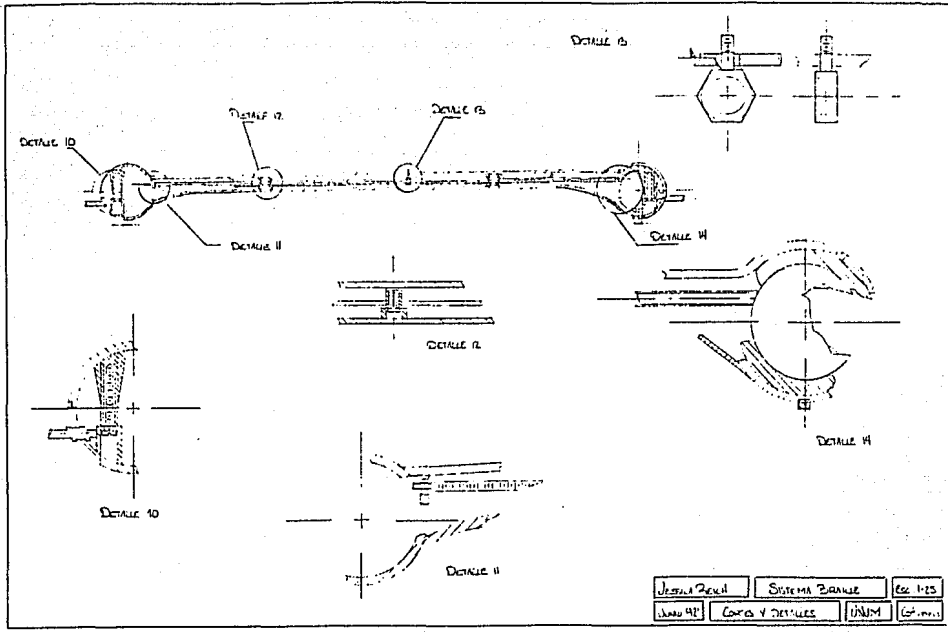 DETALLE 13
DETALLE 12
DETALLE 13
DETALLE 10
DETALLE 11
DETALLE 14
DETALLE 12
DETALLE 14
DETALLE 10
DETALLE 11
SISTEMA BRAILLE
ESC 1:25
CORTES Y DETALLES
UNAM